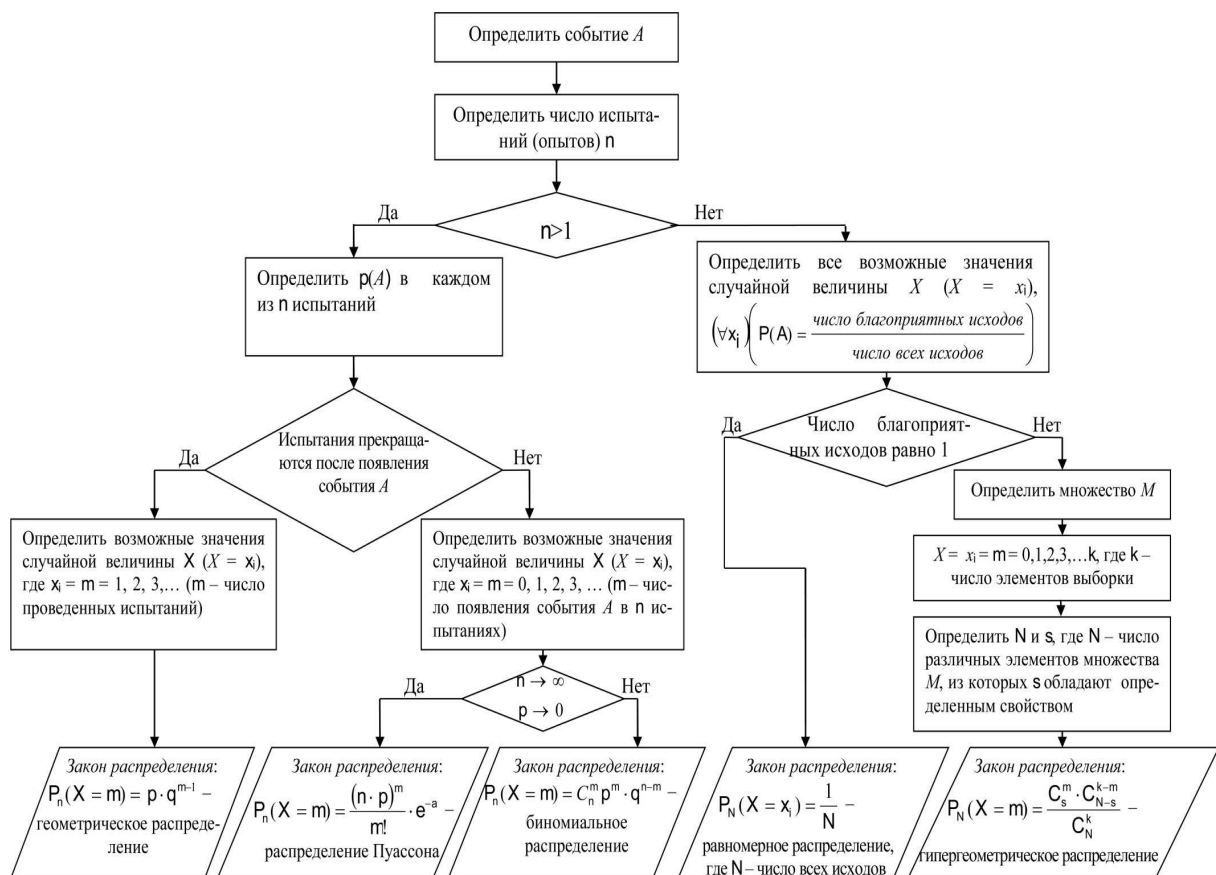 Определить событие A
Определить число испыта-
ний (опытов) n
Да
n>1
Нет
Определить p(A) в каждом
из n испытаний
Определить все возможные значения
случайной величины X (X = xᵢ),
(∀xᵢ)(P(A) = число благоприятных исходов / число всех исходов)
Испытания прекраща-
ются после появления
события A
Да
Нет
Да
Число благоприят-
ных исходов равно 1
Нет
Определить возможные значения
случайной величины X (X = xᵢ),
где xᵢ = m = 1, 2, 3,… (m – число
проведенных испытаний)
Определить возможные значения
случайной величины X (X = xᵢ),
где xᵢ = m = 0, 1, 2, 3, … (m – чис-
ло появления события A в n ис-
пытаниях)
Определить множество M
X = xᵢ = m = 0,1,2,3,…k, где k –
число элементов выборки
Определить N и s, где N – число
различных элементов множества
M, из которых s обладают опре-
деленным свойством
Да
n → ∞
p → 0
Нет
Закон распределения:
Pₙ(X = m) = p · qᵐ⁻¹ –
геометрическое распреде-
ление
Закон распределения:
Pₙ(X = m) = (n · p)ᵐ / m! · e⁻ᵃ –
распределение Пуассона
Закон распределения:
Pₙ(X = m) = Cₙᵐ pᵐ · qⁿ⁻ᵐ –
биномиальное
распределение
Закон распределения:
P_N(X = xᵢ) = 1 / N –
равномерное распределение,
где N – число всех исходов
Закон распределения:
P_N(X = m) = C_s^m · C_{N-s}^{k-m} / C_N^k –
гипергеометрическое распределение